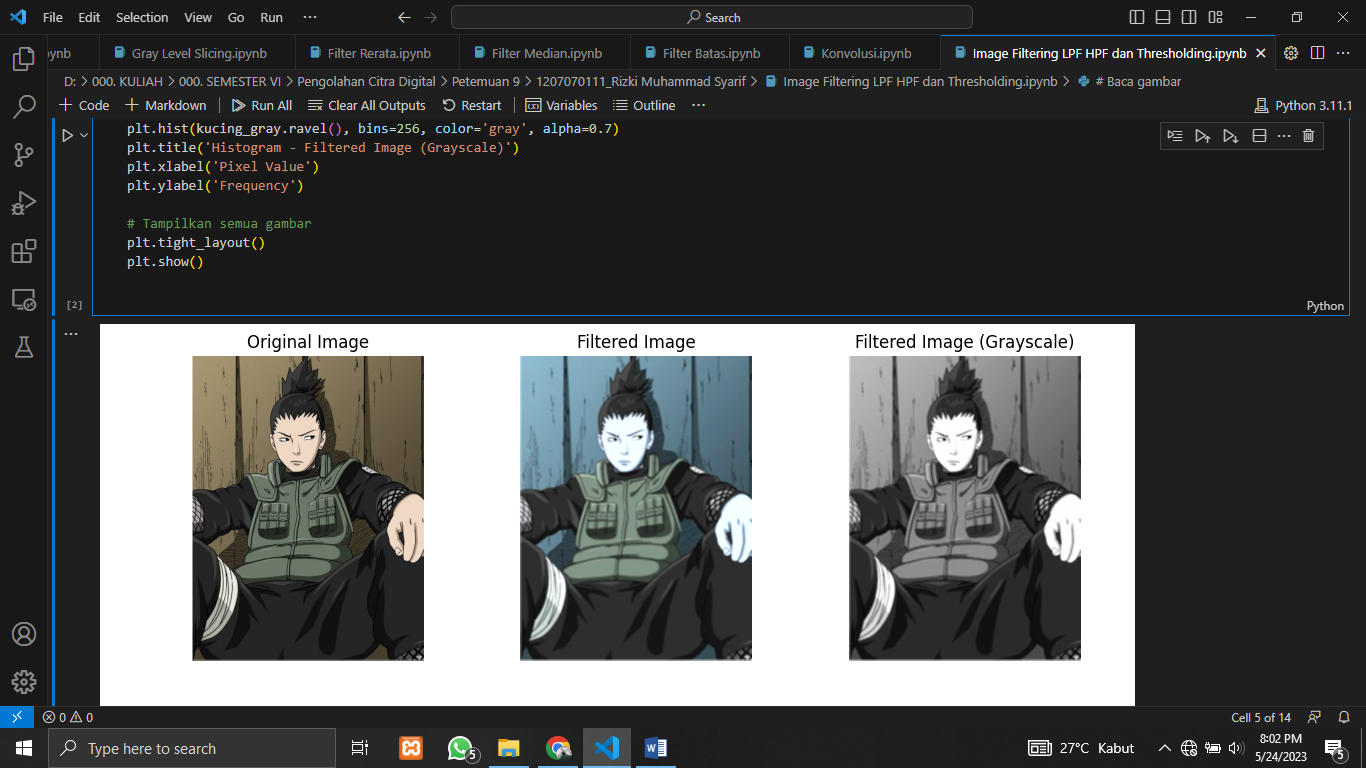 File Edit Selection View Go Run ··· Search
ynb Gray Level Slicing.ipynb Filter Rerata.ipynb Filter Median.ipynb Filter Batas.ipynb Konvolusi.ipynb Image Filtering LPF HPF dan Thresholding.ipynb
D: > 000. KULIAH > 000. SEMESTER VI > Pengolahan Citra Digital > Petemuan 9 > 1207070111_Rizki Muhammad Syarif > Image Filtering LPF HPF dan Thresholding.ipynb > # Baca gambar
+ Code + Markdown Run All Clear All Outputs Restart Variables Outline ··· Python 3.11.1
plt.hist(kucing_gray.ravel(), bins=256, color='gray', alpha=0.7)
plt.title('Histogram - Filtered Image (Grayscale)')
plt.xlabel('Pixel Value')
plt.ylabel('Frequency')
# Tampilkan semua gambar
plt.tight_layout()
plt.show()
[2] Python
Original Image Filtered Image Filtered Image (Grayscale)
0 0 Cell 5 of 14
Type here to search 5 27°C Kabut 8:02 PM 5
5/24/2023